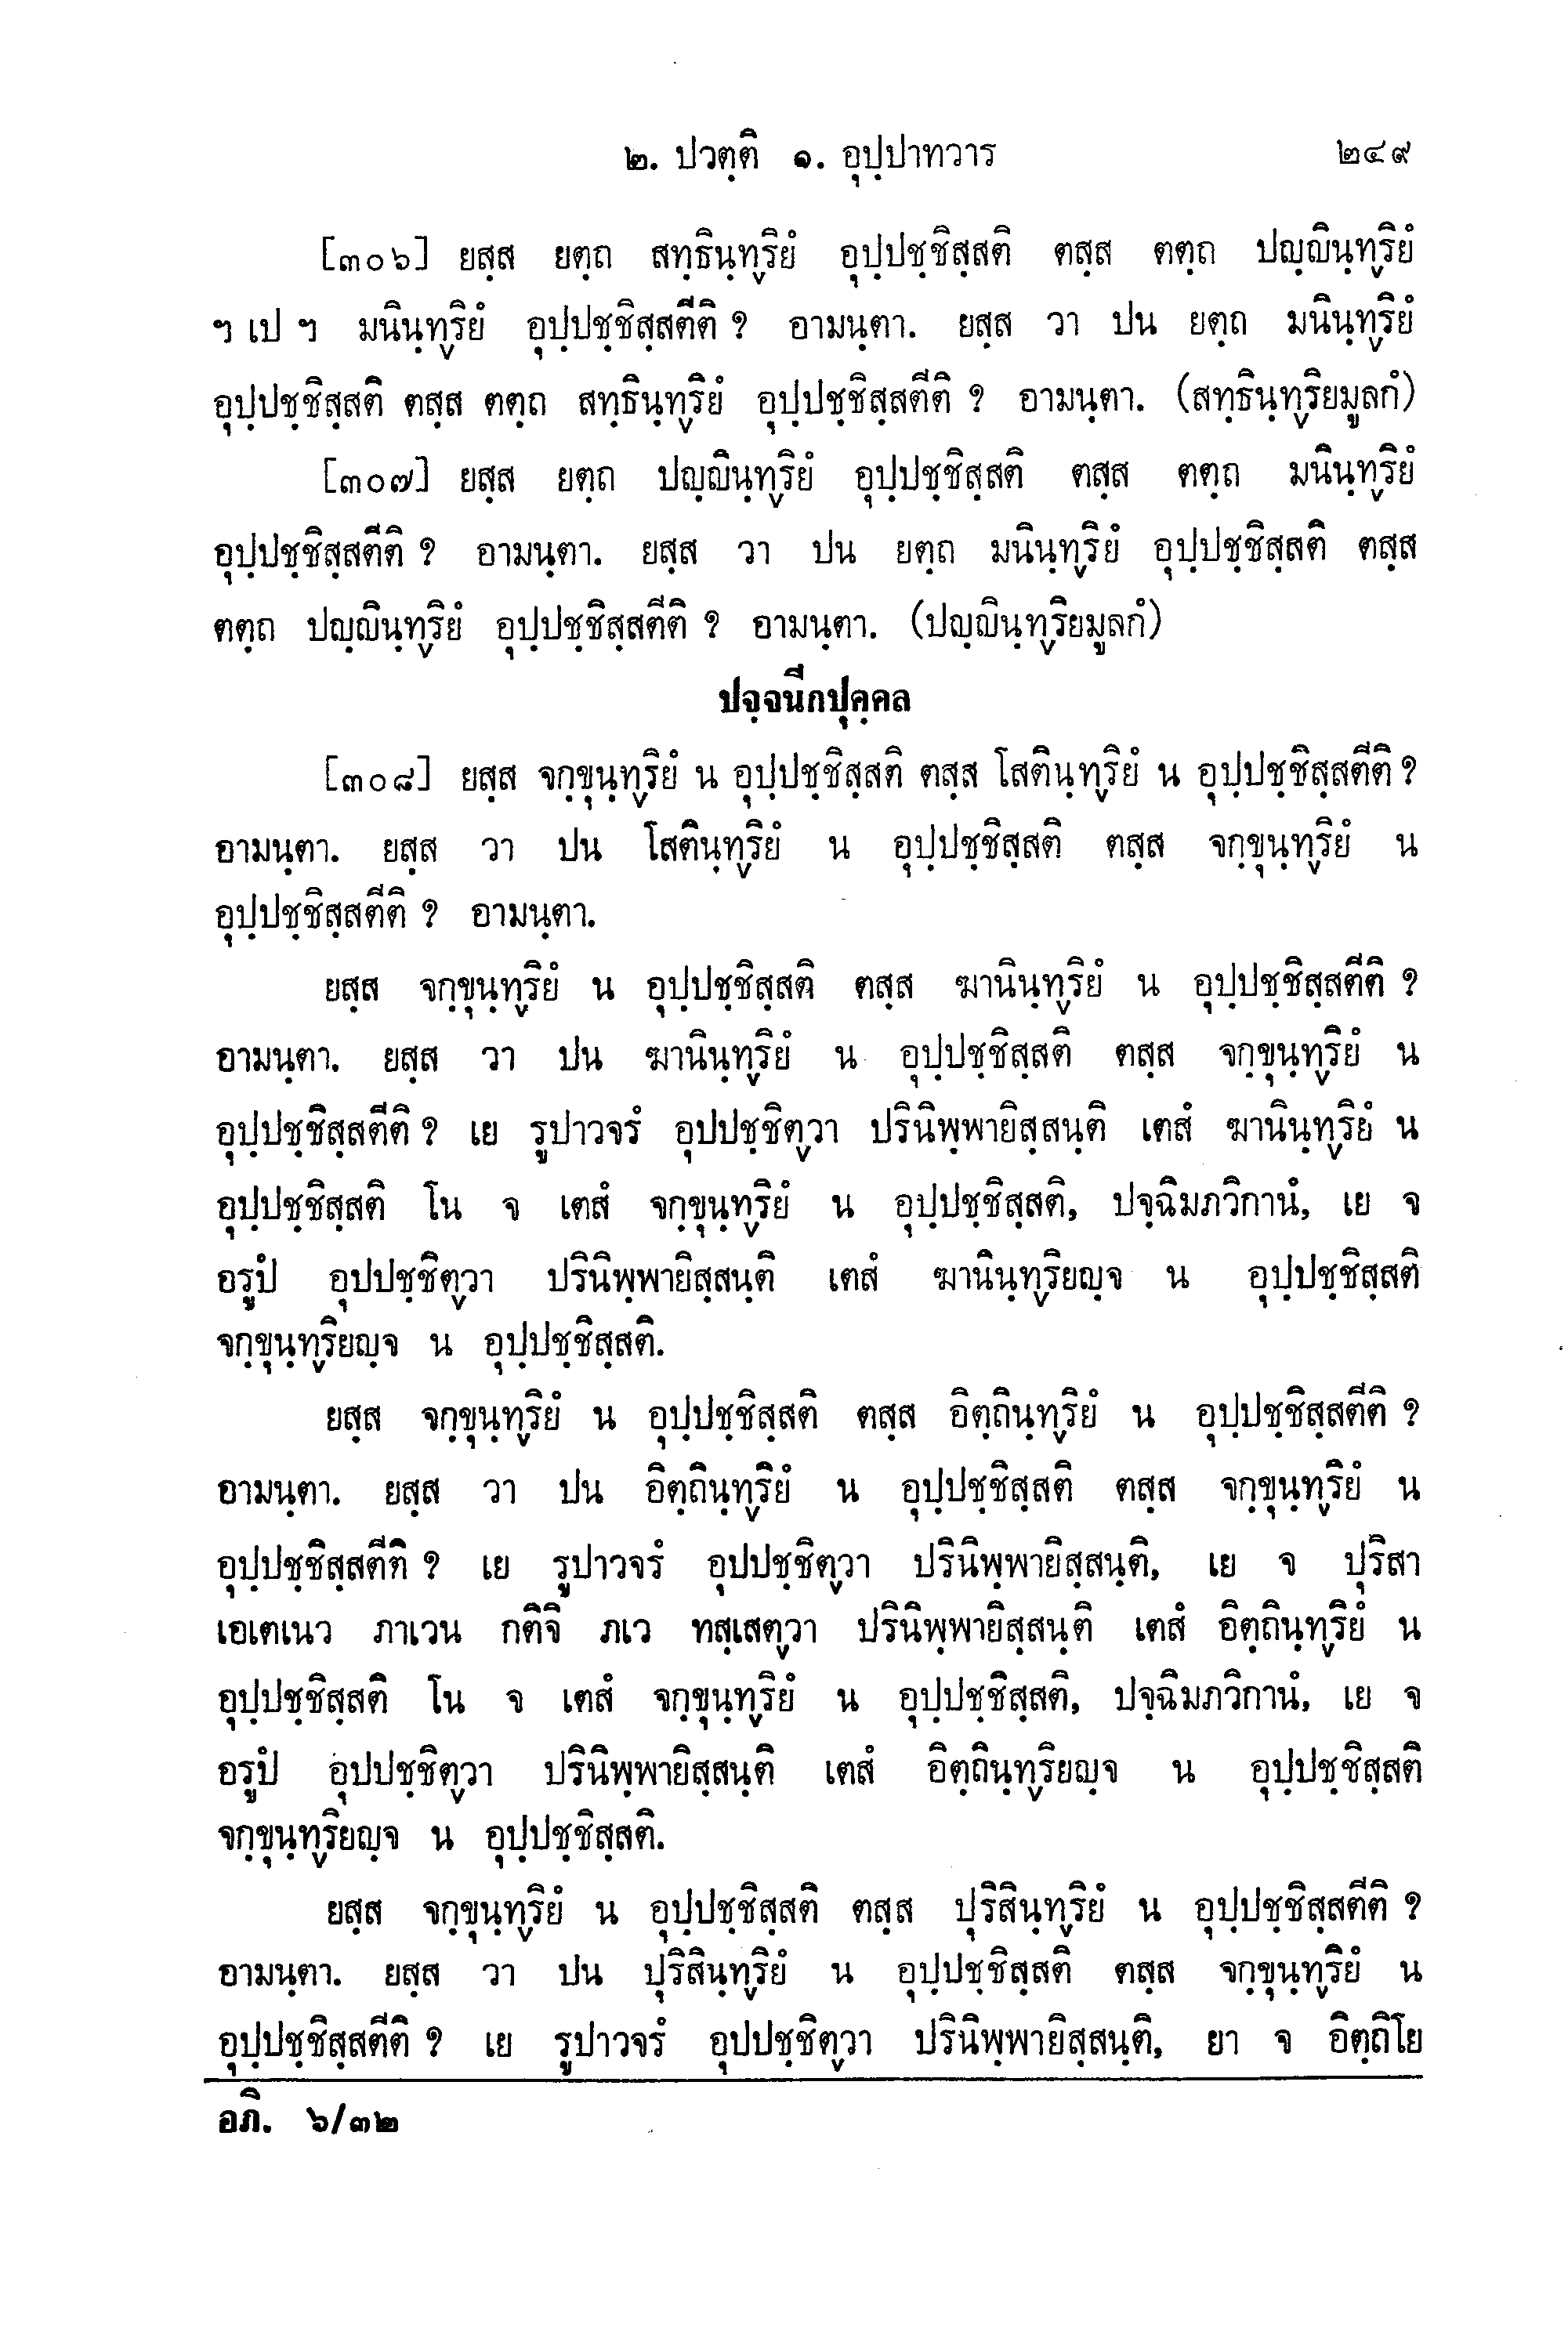 ๒. ปวตฺติ ๑. อุปฺปาทวาร ๒๔๙
[๓๐๖] ยสฺส ยตฺถ สทฺธินฺทฺริยํ อุปฺปชฺชิสฺสติ ตสฺส ตตฺถ ปญฺญินฺทฺริยํ
ฯ เป ฯ มนินฺทฺริยํ อุปฺปชฺชิสฺสตีติ ? อามนฺตา. ยสฺส วา ปน ยตฺถ มนินฺทฺริยํ
อุปฺปชฺชิสฺสติ ตสฺส ตตฺถ สทฺธินฺทฺริยํ อุปฺปชฺชิสฺสตีติ ? อามนฺตา. (สทฺธินฺทฺริยมูลกํ)
[๓๐๗] ยสฺส ยตฺถ ปญฺญินฺทฺริยํ อุปฺปชฺชิสฺสติ ตสฺส ตตฺถ มนินฺทฺริยํ
อุปฺปชฺชิสฺสตีติ ? อามนฺตา. ยสฺส วา ปน ยตฺถ มนินฺทฺริยํ อุปฺปชฺชิสฺสติ ตสฺส
ตตฺถ ปญฺญินฺทฺริยํ อุปฺปชฺชิสฺสตีติ ? อามนฺตา. (ปญฺญินฺทฺริยมูลกํ)
ปจฺจนีกปุคฺคล
[๓๐๘] ยสฺส จกฺขุนฺทฺริยํ น อุปฺปชฺชิสฺสติ ตสฺส โสตินฺทฺริยํ น อุปฺปชฺชิสฺสตีติ ?
อามนฺตา. ยสฺส วา ปน โสตินฺทฺริยํ น อุปฺปชฺชิสฺสติ ตสฺส จกฺขุนฺทฺริยํ น
อุปฺปชฺชิสฺสตีติ ? อามนฺตา.
ยสฺส จกฺขุนฺทฺริยํ น อุปฺปชฺชิสฺสติ ตสฺส ฆานินฺทฺริยํ น อุปฺปชฺชิสฺสตีติ ?
อามนฺตา. ยสฺส วา ปน ฆานินฺทฺริยํ น อุปฺปชฺชิสฺสติ ตสฺส จกฺขุนฺทฺริยํ น
อุปฺปชฺชิสฺสตีติ ? เย รูปาวจรํ อุปปชฺชิตฺวา ปรินิพฺพายิสฺสนฺติ เตสํ ฆานินฺทฺริยํ น
อุปฺปชฺชิสฺสติ โน จ เตสํ จกฺขุนฺทฺริยํ น อุปฺปชฺชิสฺสติ, ปจฺฉิมภวิกานํ, เย จ
อรูปํ อุปปชฺชิตฺวา ปรินิพฺพายิสฺสนฺติ เตสํ ฆานินฺทฺริยญฺจ น อุปฺปชฺชิสฺสติ
จกฺขุนฺทฺริยญฺจ น อุปฺปชฺชิสฺสติ.
ยสฺส จกฺขุนฺทฺริยํ น อุปฺปชฺชิสฺสติ ตสฺส อิตฺถินฺทฺริยํ น อุปฺปชฺชิสฺสตีติ ?
อามนฺตา. ยสฺส วา ปน อิตฺถินฺทฺริยํ น อุปฺปชฺชิสฺสติ ตสฺส จกฺขุนฺทฺริยํ น
อุปฺปชฺชิสฺสตีติ ? เย รูปาวจรํ อุปปชฺชิตฺวา ปรินิพฺพายิสฺสนฺติ, เย จ ปุริสา
เอเตเนว ภาเวน กติจิ ภเว ทสฺเสตฺวา ปรินิพฺพายิสฺสนฺติ เตสํ อิตฺถินฺทฺริยํ น
อุปฺปชฺชิสฺสติ โน จ เตสํ จกฺขุนฺทฺริยํ น อุปฺปชฺชิสฺสติ, ปจฺฉิมภวิกานํ, เย จ
อรูปํ อุปปชฺชิตฺวา ปรินิพฺพายิสฺสนฺติ เตสํ อิตฺถินฺทฺริยญฺจ น อุปฺปชฺชิสฺสติ
จกฺขุนฺทฺริยญฺจ น อุปฺปชฺชิสฺสติ.
ยสฺส จกฺขุนฺทฺริยํ น อุปฺปชฺชิสฺสติ ตสฺส ปุริสินฺทฺริยํ น อุปฺปชฺชิสฺสตีติ ?
อามนฺตา. ยสฺส วา ปน ปุริสินฺทฺริยํ น อุปฺปชฺชิสฺสติ ตสฺส จกฺขุนฺทฺริยํ น
อุปฺปชฺชิสฺสตีติ ? เย รูปาวจรํ อุปปชฺชิตฺวา ปรินิพฺพายิสฺสนฺติ, ยา จ อิตฺถิโย
อภิ. ๖/๓๒